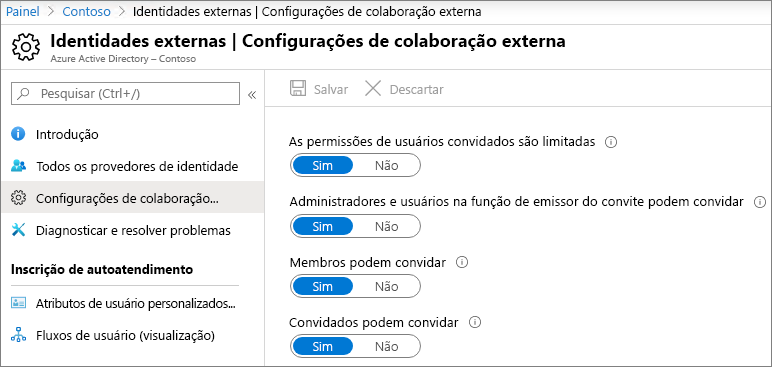 Painel > Contoso > Identidades externas | Configurações de colaboração externa
Identidades externas | Configurações de colaboração externa
Azure Active Directory – Contoso
Pesquisar (Ctrl+/)
«
Introdução
Todos os provedores de identidade
Configurações de colaboração...
Diagnosticar e resolver problemas
Inscrição de autoatendimento
Atributos de usuário personalizados...
Fluxos de usuário (visualização)
Salvar
Descartar
As permissões de usuários convidados são limitadas
Sim
Não
Administradores e usuários na função de emissor do convite podem convidar
Sim
Não
Membros podem convidar
Sim
Não
Convidados podem convidar
Sim
Não